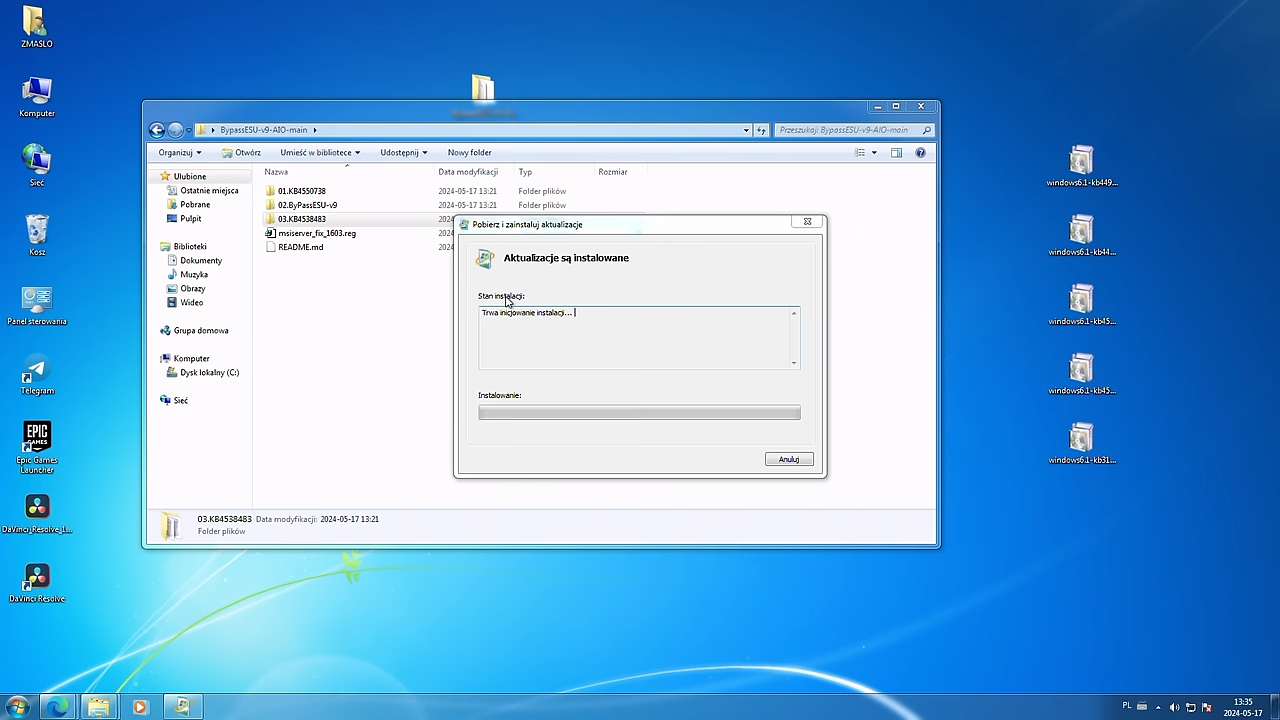 ZMASLO
Komputer
Sieć
Kosz
Panel sterowania
Telegram
EPIC
GAMES
Epic Games
Launcher
DaVinci_Resolve_1...
DaVinci Resolve
BypassESU-v9-AIO-main
Przeszukaj: BypassESU-v9-AIO-main
Organizuj
Otwórz
Umieść w bibliotece
Udostępnij
Nowy folder
Nazwa
Data modyfikacji
Typ
Rozmiar
Ulubione
Ostatnie miejsca
Pobrane
Pulpit
Biblioteki
Dokumenty
Muzyka
Obrazy
Wideo
Grupa domowa
Komputer
Dysk lokalny (C:)
Sieć
01.KB4550738
2024-05-17 13:21
Folder plików
02.ByPassESU-v9
2024-05-17 13:21
Folder plików
03.KB4538483
2024
msiserver_fix_1603.reg
2024
README.md
2024
Pobierz i zainstaluj aktualizacje
Aktualizacje są instalowane
Stan instalacji:
Trwa inicjowanie instalacji...
Instalowanie:
Anuluj
03.KB4538483
Data modyfikacji: 2024-05-17 13:21
Folder plików
windows6.1-kb449...
windows6.1-kb44...
windows6.1-kb45...
windows6.1-kb45...
windows6.1-kb31...
PL
13:35
2024-05-17